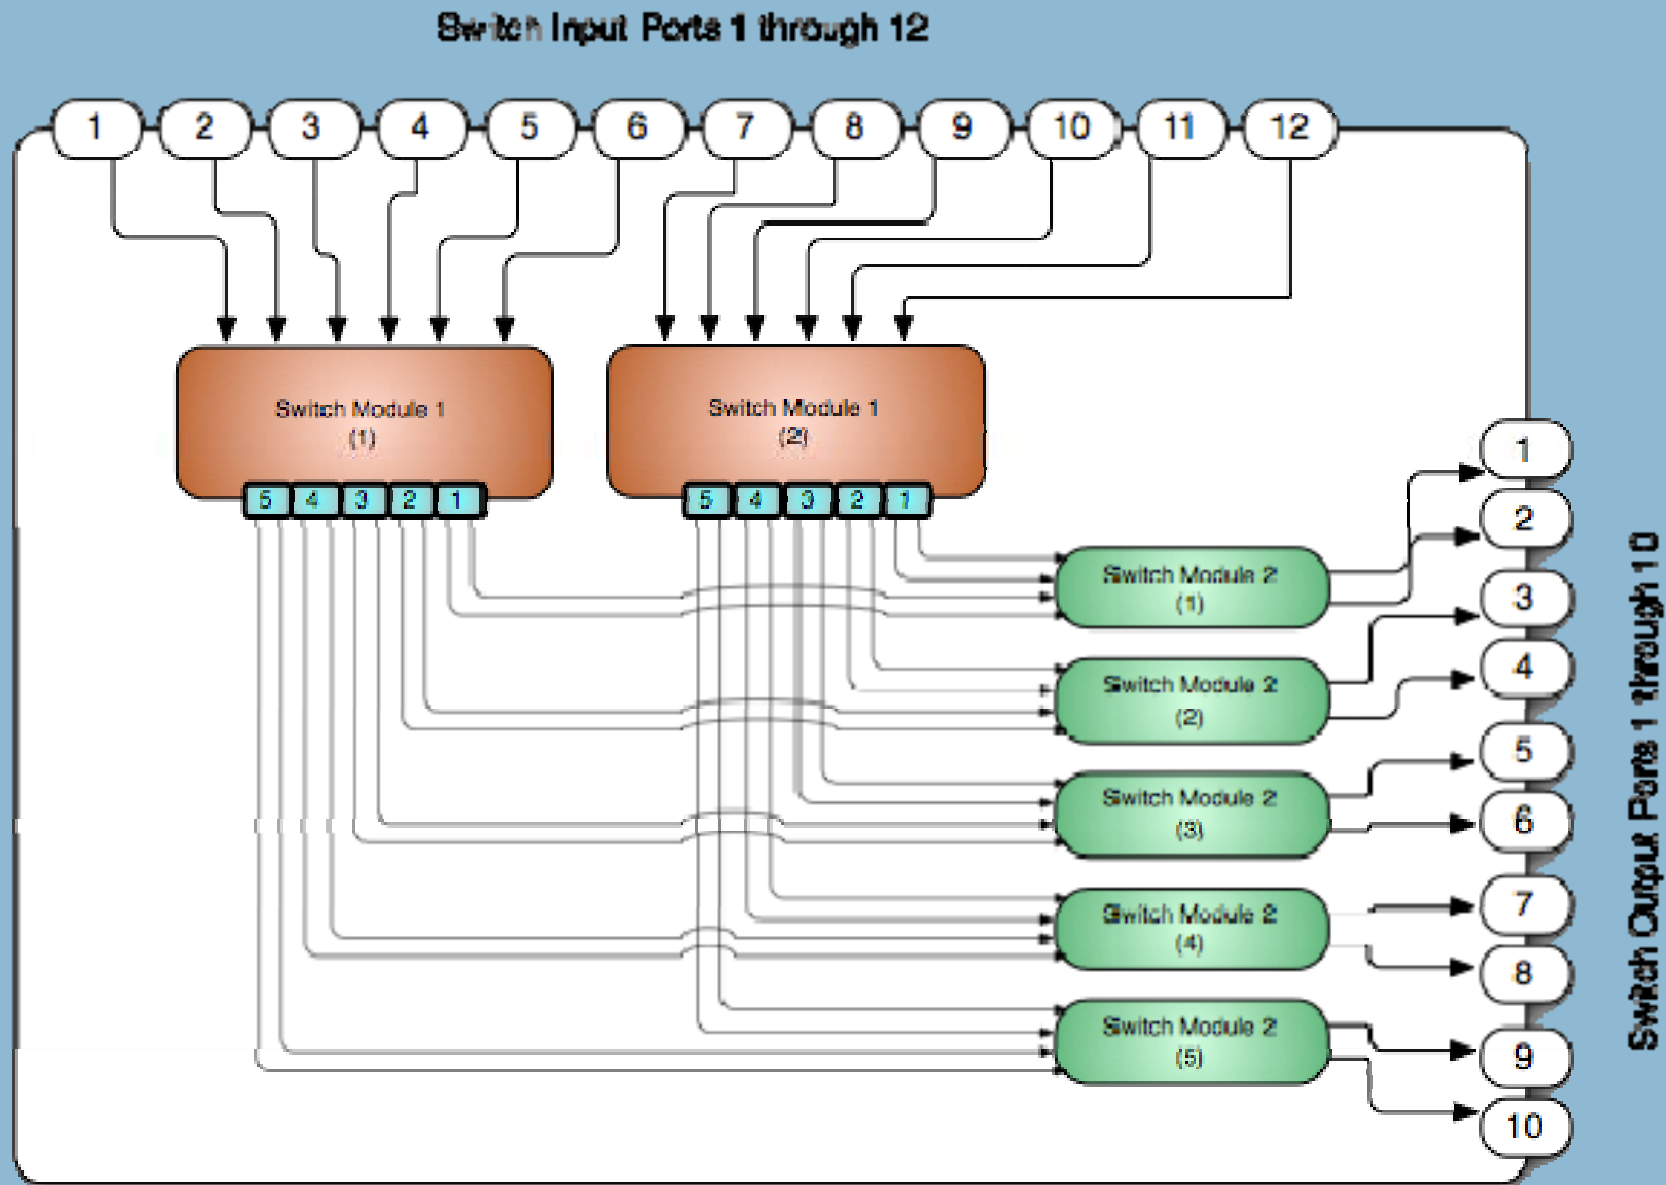 Switch Input Ports 1 through 12
1 2 3 4 5 6 7 8 9 10 11 12
Switch Module 1
(1)
5 4 3 2 1
Switch Module 1
(2)
5 4 3 2 1
Switch Module 2
(1)
Switch Module 2
(2)
Switch Module 2
(3)
Switch Module 2
(4)
Switch Module 2
(5)
1
2
3
4
5
6
7
8
9
10
Switch Output Ports 1 through 10